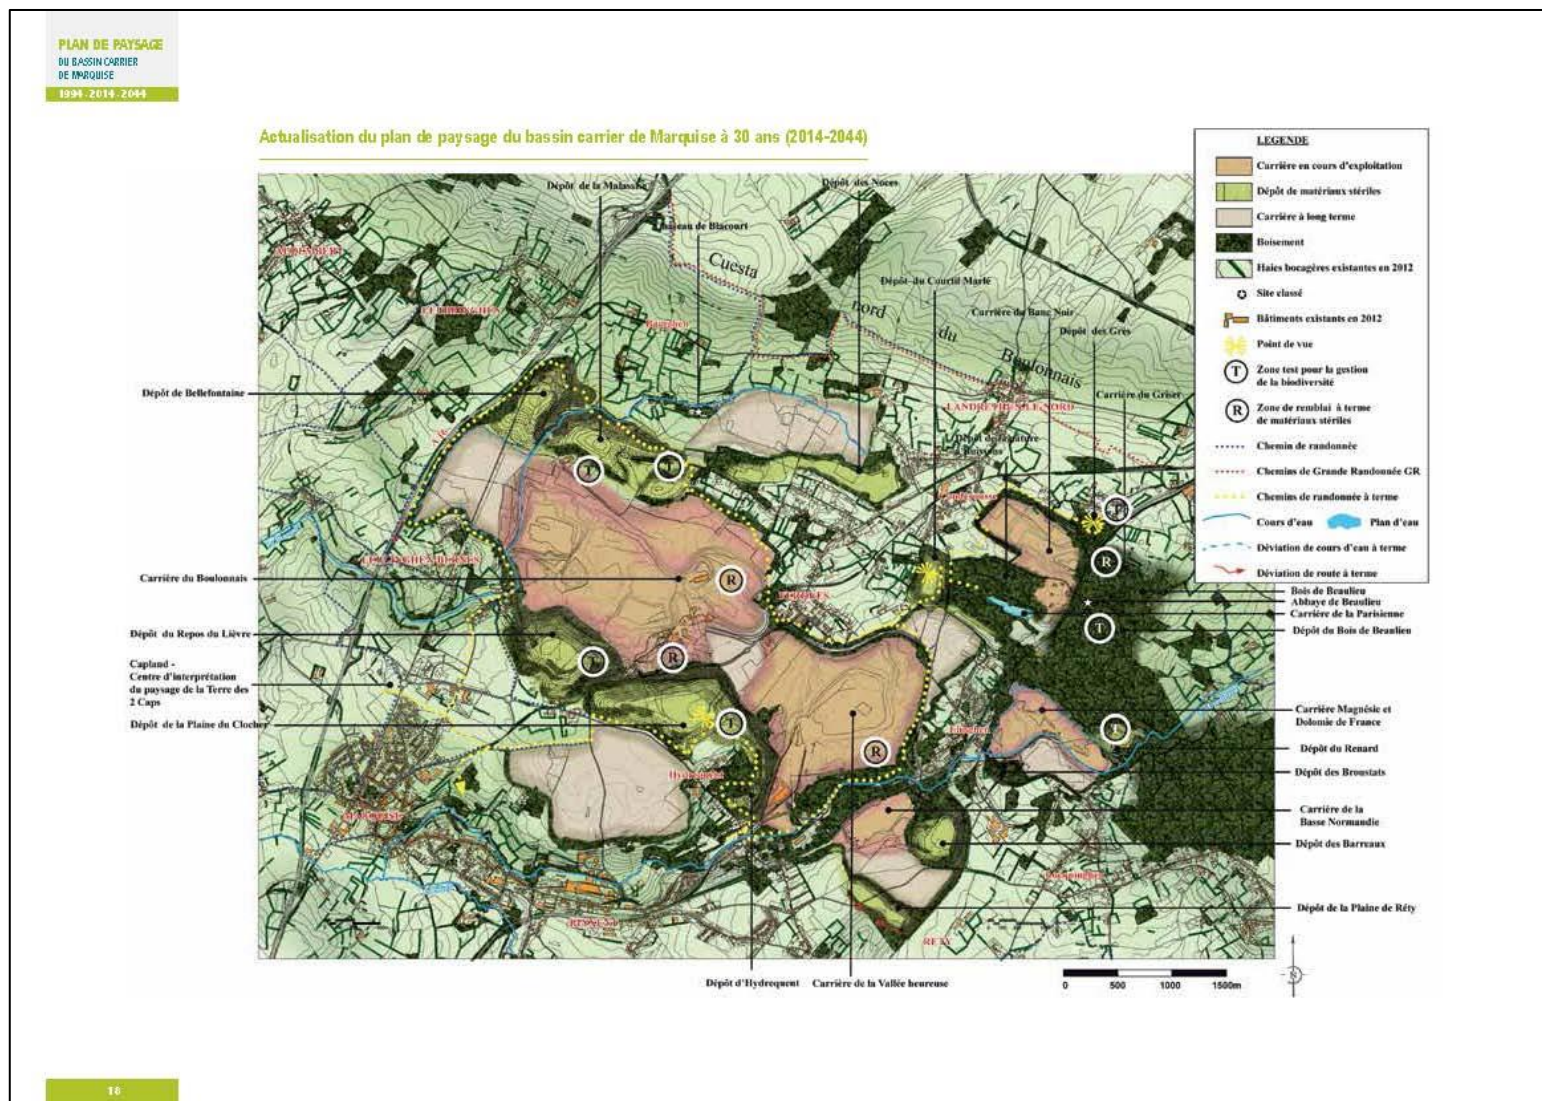 PLAN DE PAYSAGE
DU BASSIN CARRIER
DE MARQUISE
1994-2014-2044
Actualisation du plan de paysage du bassin carrier de Marquise à 30 ans (2014-2044)
LEGENDE
Carrière en cours d'exploitation
Dépôt de matériaux stériles
Carrière à long terme
Boisement
Haies bocagères existantes en 2012
Site classé
Bâtiments existants en 2012
Point de vue
T
Zone test pour la gestion
de la biodiversité
R
Zone de remblai à terme
de matériaux stériles
Chemin de randonnée
Chemins de Grande Randonnée GR
Chemins de randonnée à terme
Cours d'eau
Plan d'eau
Déviation de cours d'eau à terme
Déviation de route à terme
Dépôt de la Malassise
Dépôt des Noces
Château de Blacourt
Cuesta
nord
du
Boulonnais
Dépôt du Courtil Marlé
Carrière du Banc Noir
Dépôt des Grès
Carrière du Griset
LANDRETHUN-LE-NORD
Dépôt de Bellefontaine
A 16
T
T
T
Carrière du Boulonnais
R
FERQUES
R
T
Dépôt du Repos du Lièvre
T
R
Capland -
Centre d'interprétation
du paysage de la Terre des
2 Caps
Dépôt de la Plaine du Clocher
T
R
T
Bois de Beaulieu
Abbaye de Beaulieu
Carrière de la Parisienne
Dépôt du Bois de Beaulieu
Carrière Magnésie et
Dolomie de France
Dépôt du Renard
Dépôt des Broustats
Carrière de la
Basse Normandie
Dépôt des Barreaux
Dépôt de la Plaine de Réty
Hydrequent
MARQUISE
RINXENT
RETY
Dépôt d'Hydrequent
Carrière de la Vallée heureuse
0
500
1000
1500m
N
18